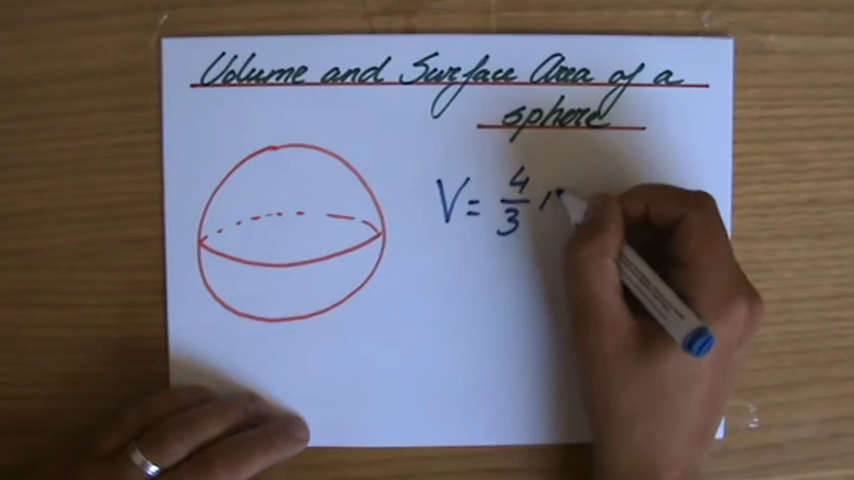 Volume and Surface Area of a
sphere
V = 4/3